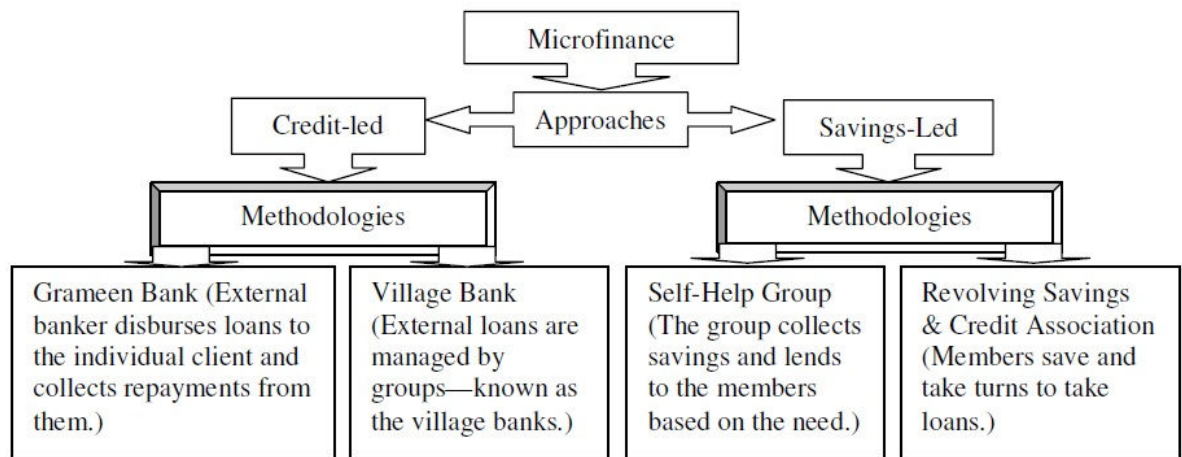 Microfinance
Approaches
Credit-led
Savings-Led
Methodologies
Methodologies
Grameen Bank (External
banker disburses loans to
the individual client and
collects repayments from
them.)
Village Bank
(External loans are
managed by
groups—known as
the village banks.)
Self-Help Group
(The group collects
savings and lends
to the members
based on the need.)
Revolving Savings
& Credit Association
(Members save and
take turns to take
loans.)